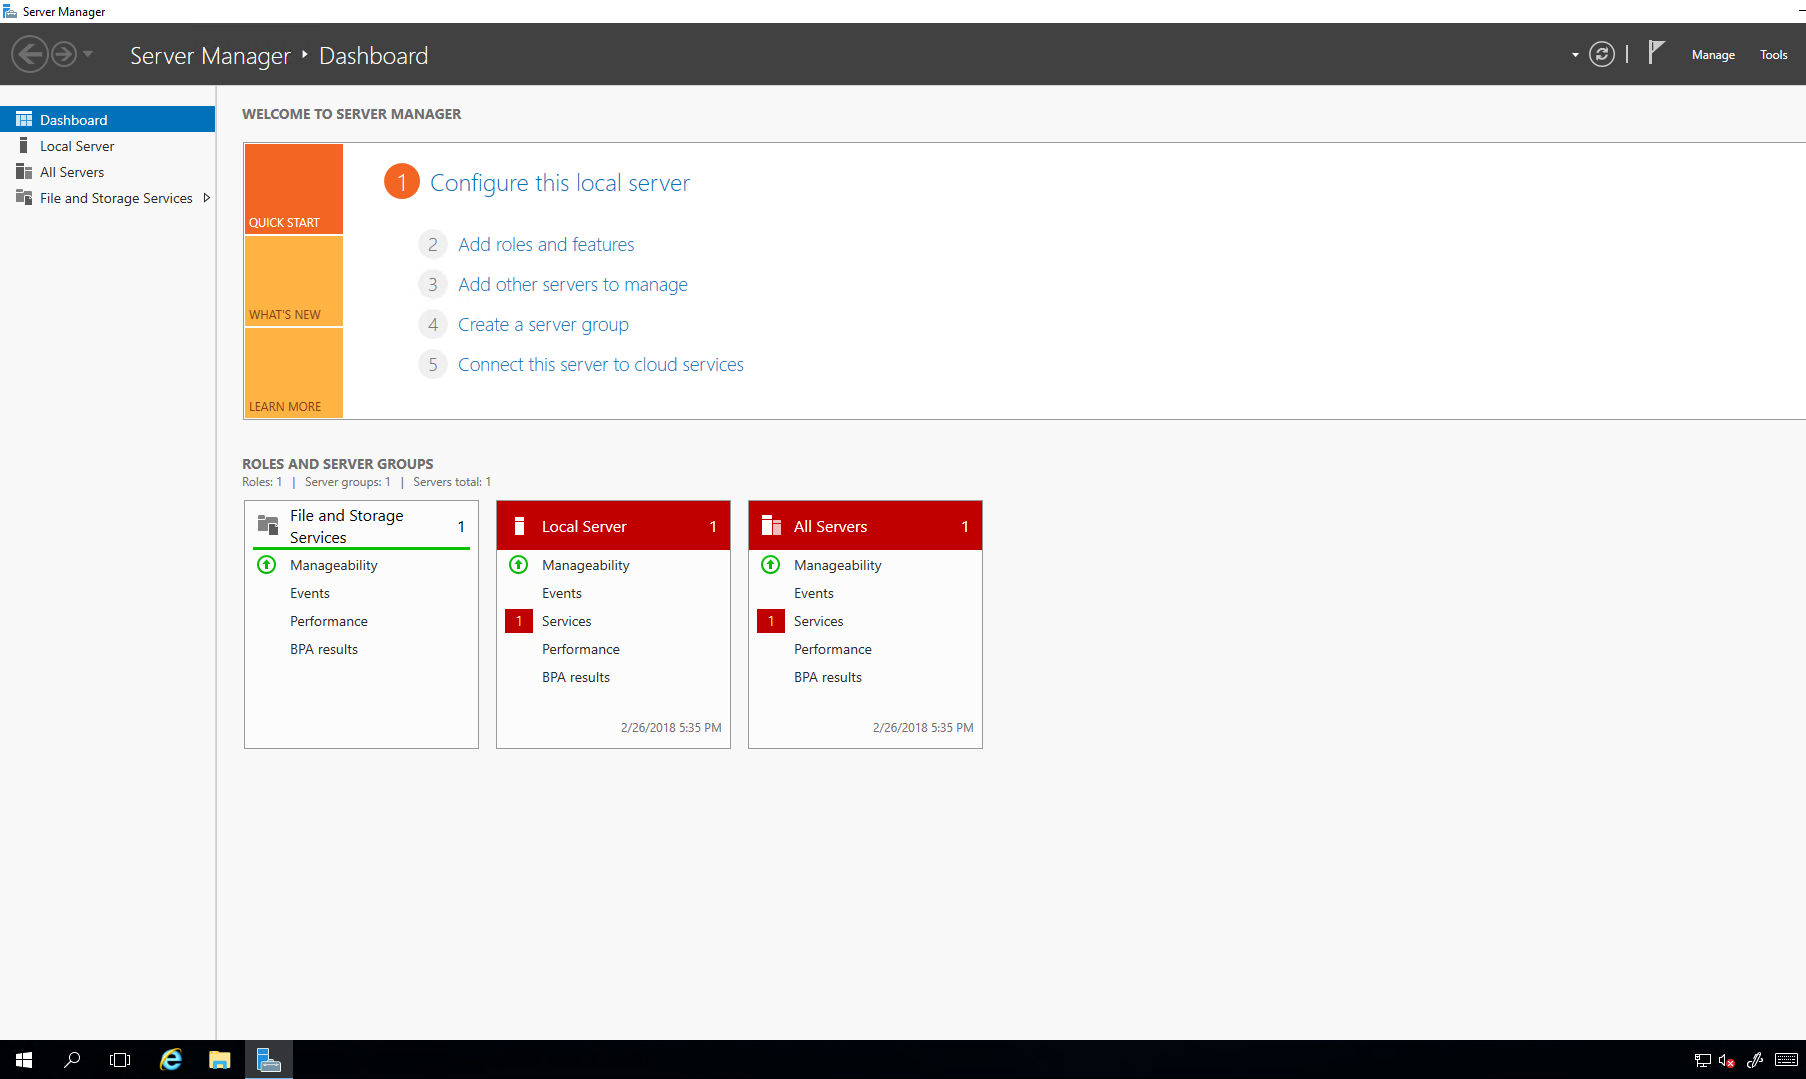 Server Manager
Server Manager ‣ Dashboard
Manage
Tools
Dashboard
Local Server
All Servers
File and Storage Services
WELCOME TO SERVER MANAGER
QUICK START
WHAT'S NEW
LEARN MORE
1 Configure this local server
2 Add roles and features
3 Add other servers to manage
4 Create a server group
5 Connect this server to cloud services
ROLES AND SERVER GROUPS
Roles: 1 | Server groups: 1 | Servers total: 1
File and Storage
Services
1
Manageability
Events
Performance
BPA results
Local Server 1
Manageability
Events
1 Services
Performance
BPA results
2/26/2018 5:35 PM
All Servers 1
Manageability
Events
1 Services
Performance
BPA results
2/26/2018 5:35 PM